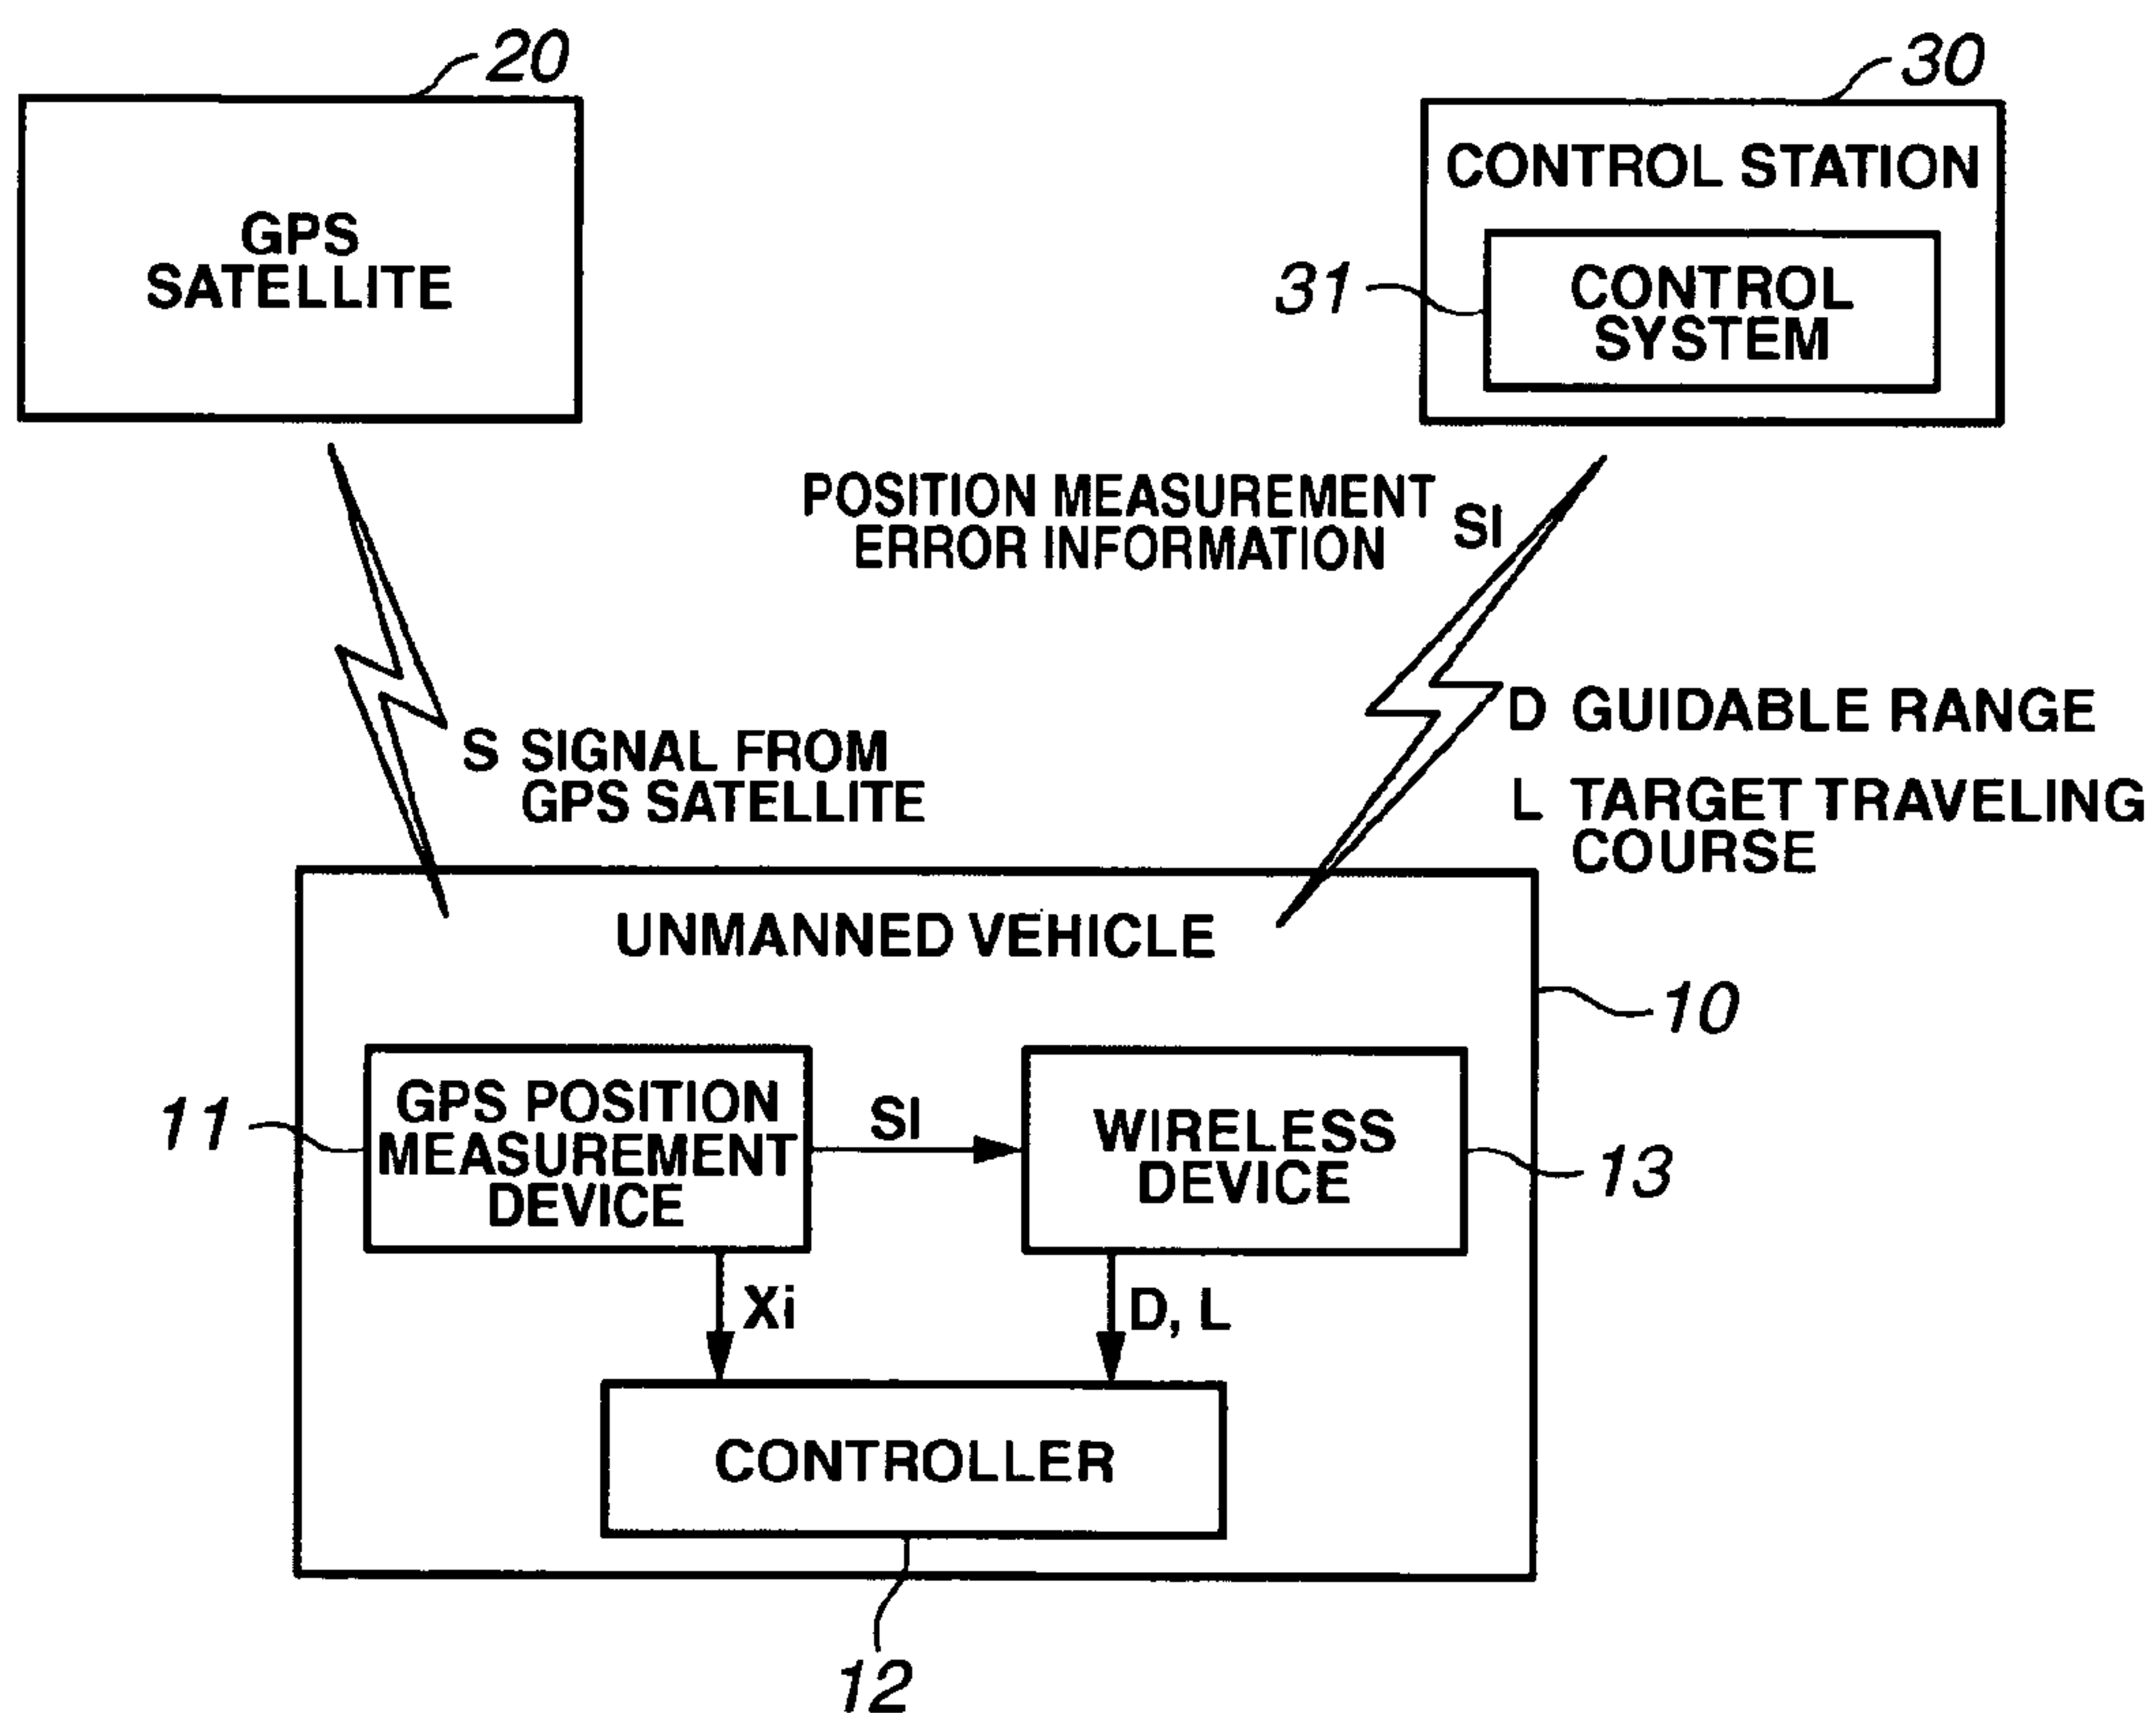 20
30
GPS
SATELLITE
CONTROL STATION
31
CONTROL
SYSTEM
POSITION MEASUREMENT
ERROR INFORMATION
SI
S SIGNAL FROM
GPS SATELLITE
D GUIDABLE RANGE
L TARGET TRAVELING
COURSE
UNMANNED VEHICLE
10
11
GPS POSITION
MEASUREMENT
DEVICE
SI
WIRELESS
DEVICE
13
Xi
D, L
CONTROLLER
12